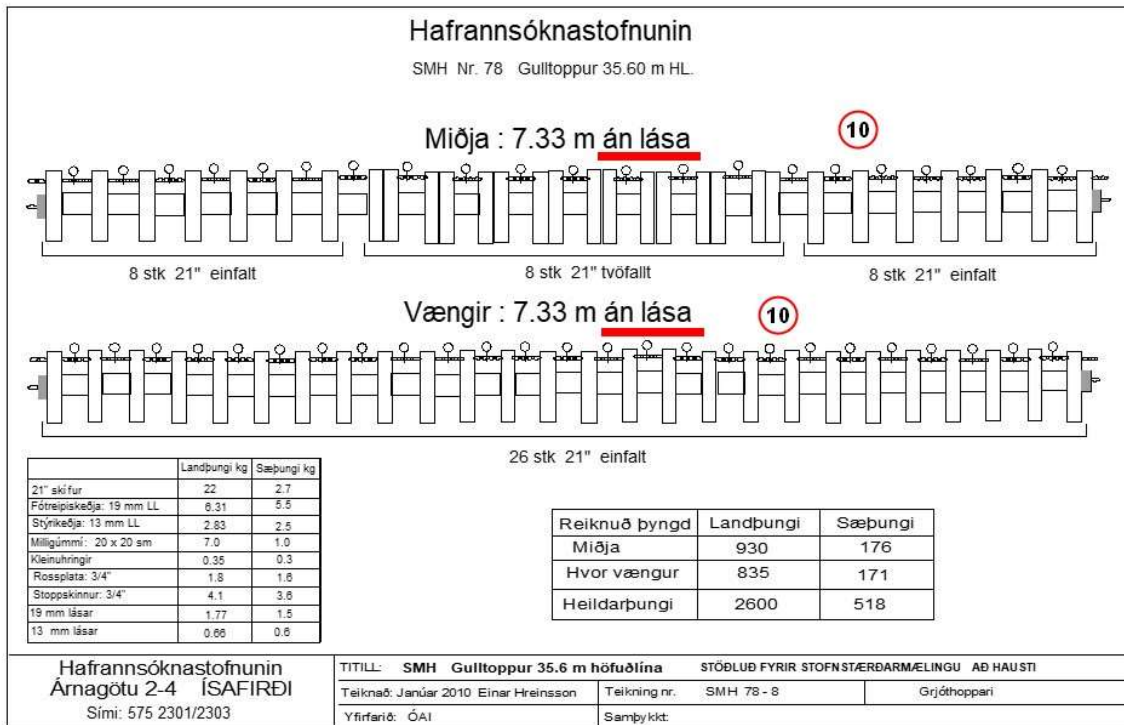 Hafrannsóknastofnunin
SMH Nr. 78 Gulltoppur 35.60 m HL.
Miðja : 7.33 m án lása
10
8 stk 21" einfalt
8 stk 21" tvöfallt
8 stk 21" einfalt
Vængir : 7.33 m án lása
10
26 stk 21" einfalt
Landþungi kg Sæþungi kg
21" skífur 22 2.7
Fótreipiskeðja: 19 mm LL 6.31 5.5
Stýrikeðja: 13 mm LL 2.83 2.5
Milligúmmí: 20 x 20 sm 7.0 1.0
Kleinuhringir 0.35 0.3
Rossplata: 3/4" 1.8 1.6
Stoppskinnur: 3/4" 4.1 3.6
19 mm lásar 1.77 1.5
13 mm lásar 0.66 0.6
Reiknuð þyngd Landþungi Sæþungi
Miðja 930 176
Hvor vængur 835 171
Heildarþungi 2600 518
Hafrannsóknastofnunin
Árnagötu 2-4 ÍSAFIRÐI
Sími: 575 2301/2303
TITILL: SMH Gulltoppur 35.6 m höfuðlína STÖÐLUÐ FYRIR STOFNSTÆRÐARMÆLINGU AÐ HAUSTI
Teiknað: Janúar 2010 Einar Hreinsson Teikning nr. SMH 78 - 8 Grjóthoppari
Yfirfarið: ÓAI Samþykkt: